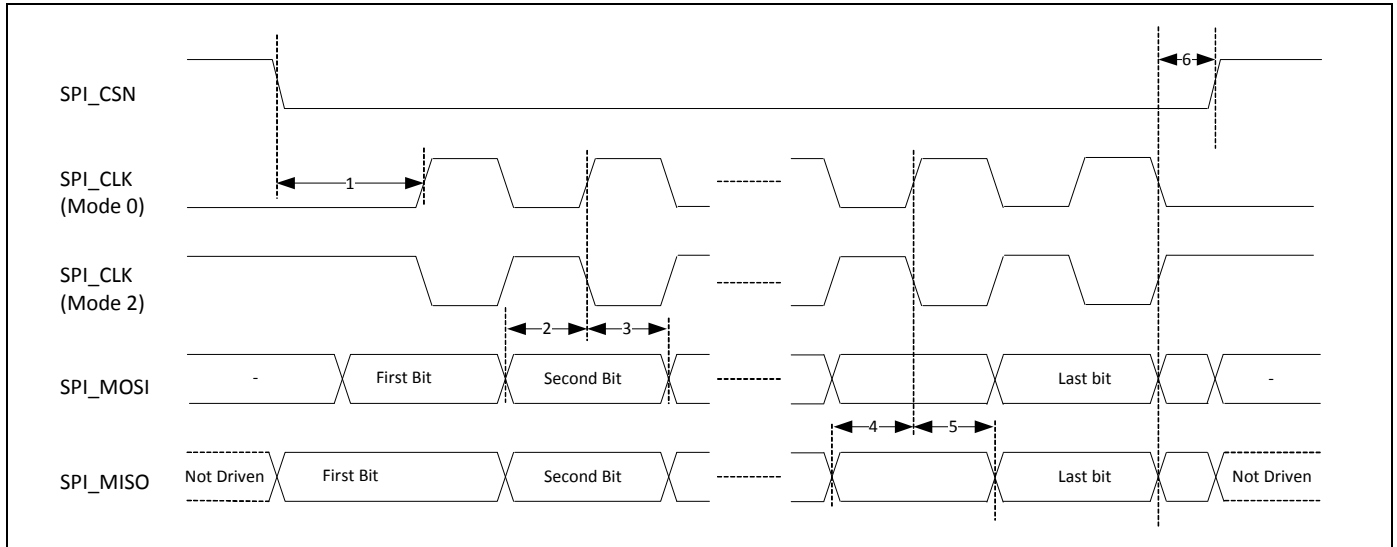 6
SPI_CSN
SPI_CLK
(Mode 0)
1
SPI_CLK
(Mode 2)
2 3
SPI_MOSI - First Bit Second Bit Last bit -
4 5
SPI_MISO Not Driven First Bit Second Bit Last bit Not Driven